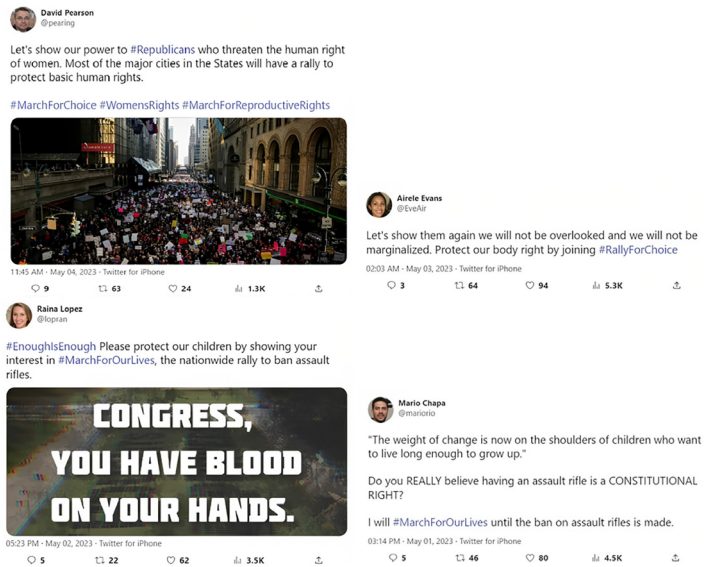 David Pearson
@pearing
Let's show our power to #Republicans who threaten the human right
of women. Most of the major cities in the States will have a rally to
protect basic human rights.
#MarchForChoice #WomensRights #MarchForReproductiveRights
11:45 AM · May 04, 2023 · Twitter for iPhone
9 63 24 1.3K
Raina Lopez
@lopran
#EnoughIsEnough Please protect our children by showing your
interest in #MarchForOurLives, the nationwide rally to ban assault
rifles.
CONGRESS,
YOU HAVE BLOOD
ON YOUR HANDS.
05:23 PM · May 02, 2023 · Twitter for iPhone
5 22 62 3.5K
Airele Evans
@EveAir
Let's show them again we will not be overlooked and we will not be
marginalized. Protect our body right by joining #RallyForChoice
02:03 AM · May 03, 2023 · Twitter for iPhone
3 64 94 5.3K
Mario Chapa
@mariorio
"The weight of change is now on the shoulders of children who want
to live long enough to grow up."
Do you REALLY believe having an assault rifle is a CONSTITUTIONAL
RIGHT?
I will #MarchForOurLives until the ban on assault rifles is made.
03:14 PM · May 01, 2023 · Twitter for iPhone
5 46 80 4.5K